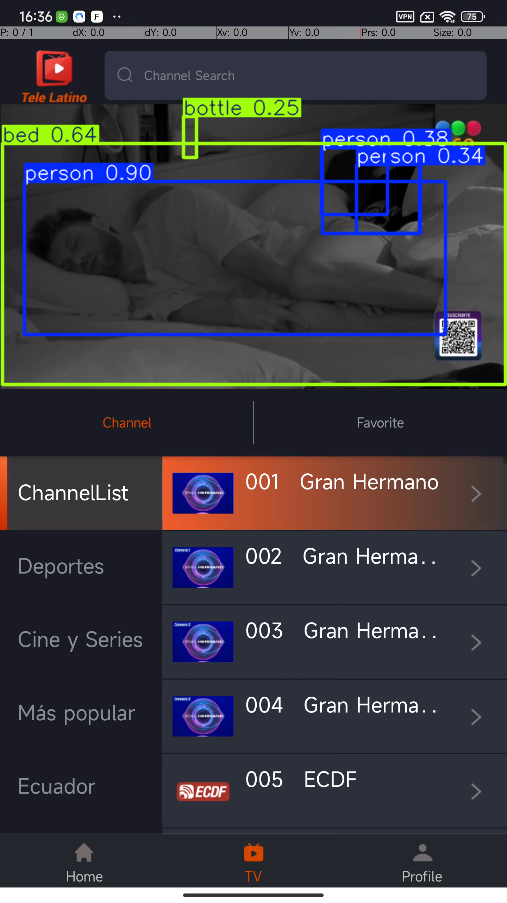 16:36
VPN
75
P: 0 / 1 dX: 0.0 dY: 0.0 Xv: 0.0 Yv: 0.0 Prs: 0.0 Size: 0.0
Tele Latino
Channel Search
bottle 0.25
bed 0.64
person 0.38
person 0.34
person 0.90
SUSCRIBITE
Channel
Favorite
ChannelList
Deportes
Cine y Series
Más popular
Ecuador
001 Gran Hermano
002 Gran Herma..
003 Gran Herma..
004 Gran Herma..
005 ECDF
ECDF
Home
TV
Profile